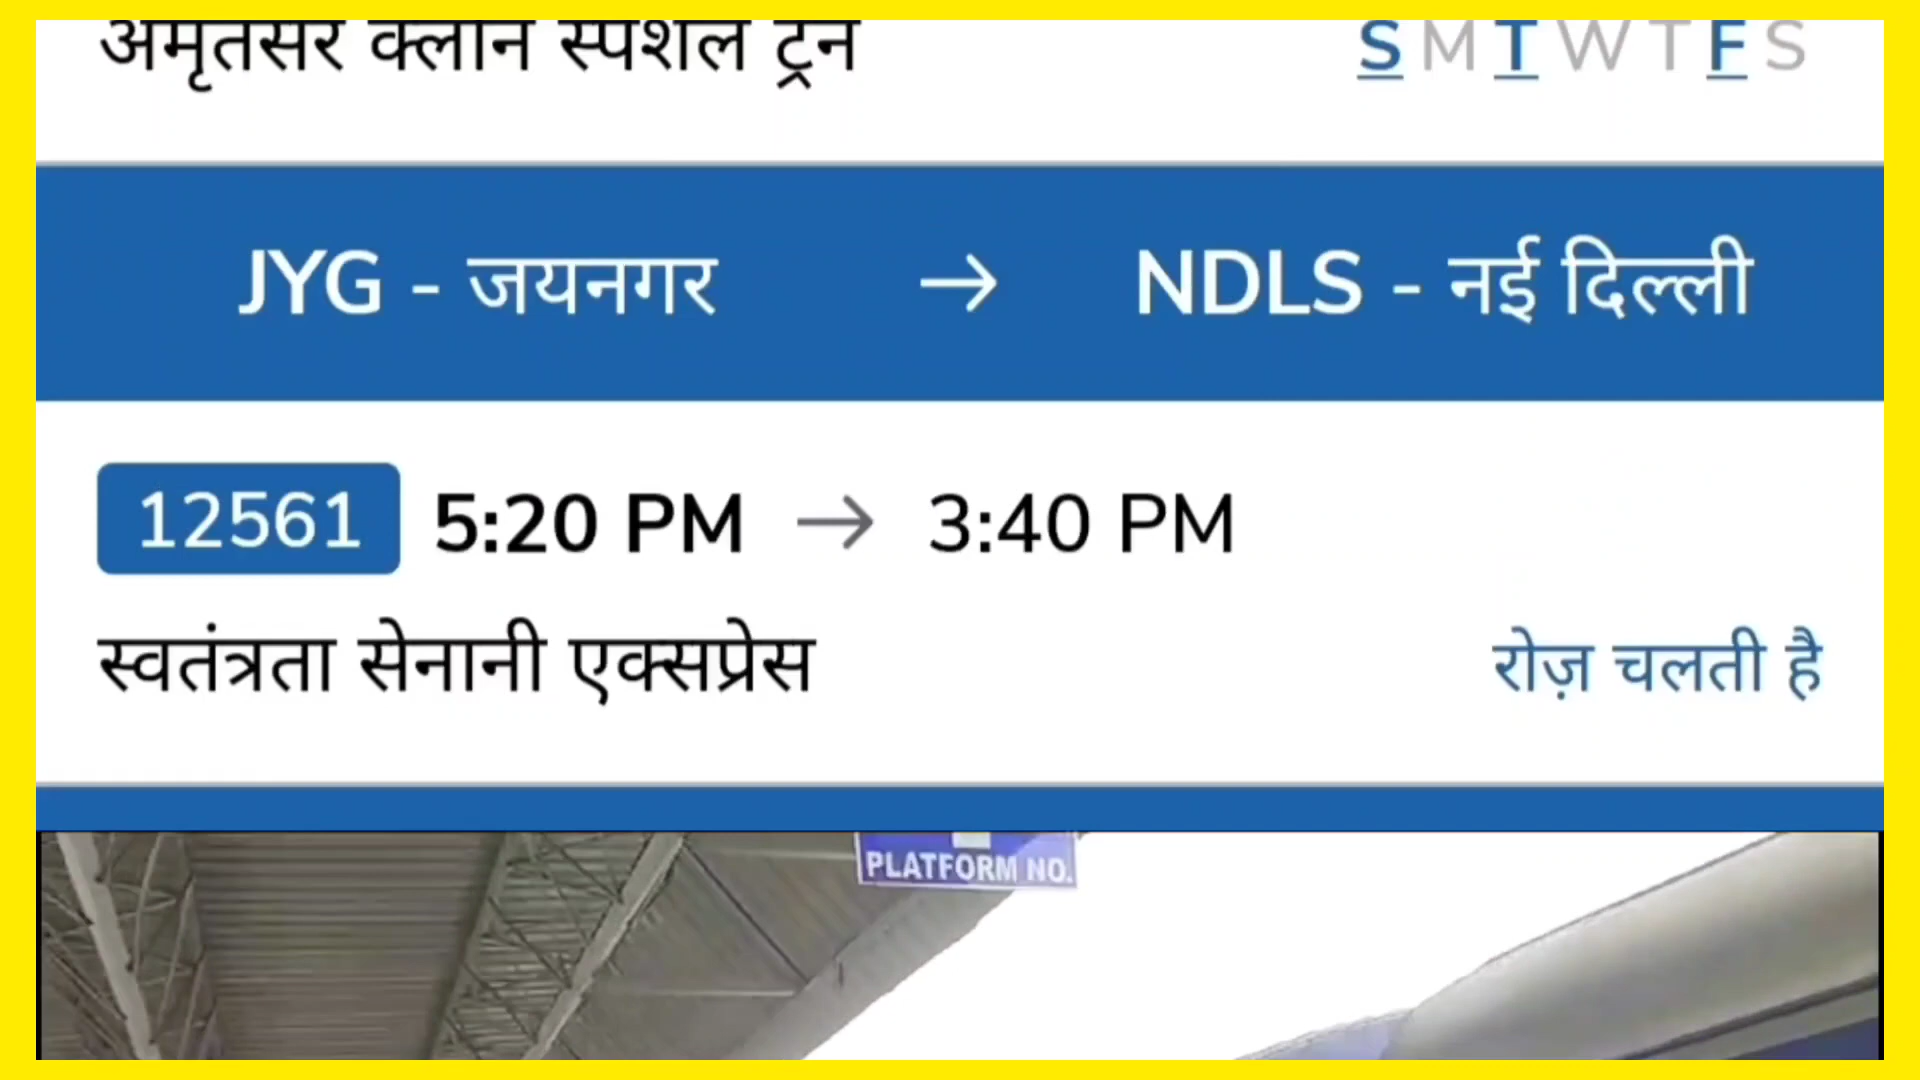 अमृतसर क्लोन स्पेशल ट्रेन
S M T W T F S
JYG - जयनगर → NDLS - नई दिल्ली
12561 5:20 PM → 3:40 PM
स्वतंत्रता सेनानी एक्सप्रेस
रोज़ चलती है
PLATFORM NO.